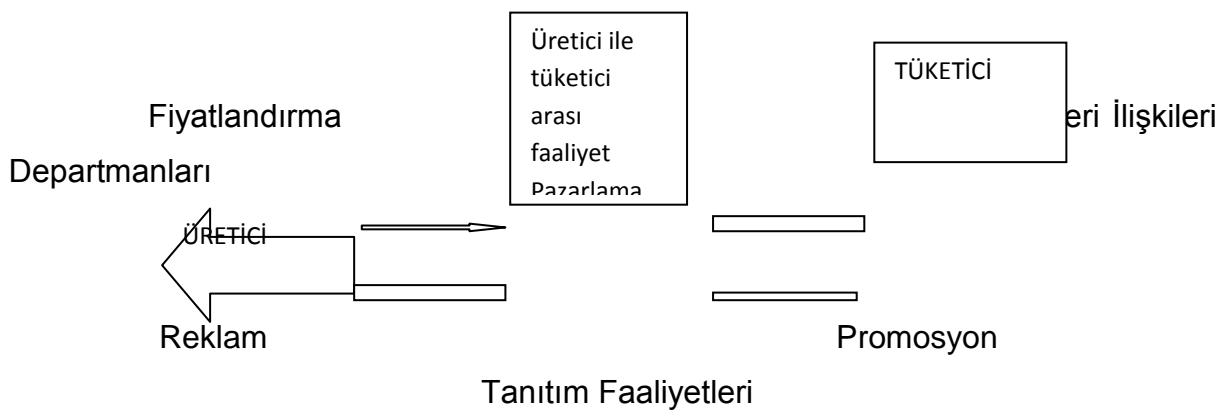 Üretici ile
tüketici
arası
faaliyet
Pazarlama
TÜKETİCİ
Fiyatlandırma eri İlişkileri
Departmanları
ÜRETİCİ
Reklam Promosyon
Tanıtım Faaliyetleri